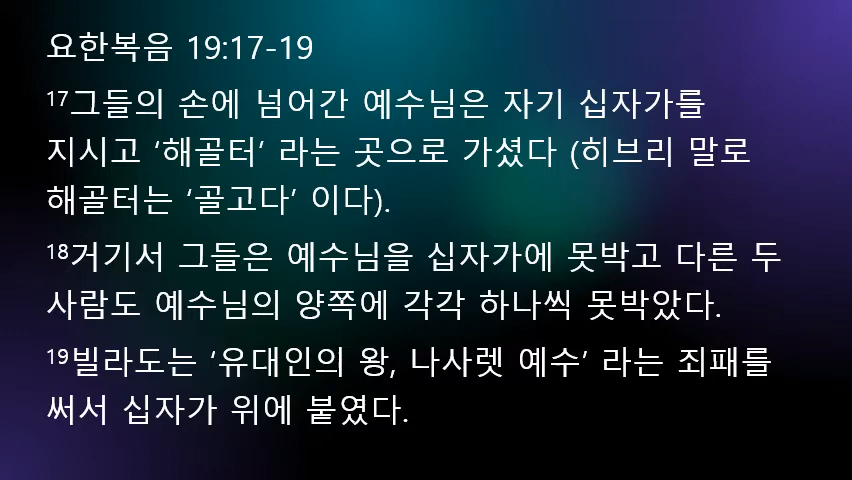 요한복음 19:17-19
¹⁷그들의 손에 넘어간 예수님은 자기 십자가를
지시고 ‘해골터’ 라는 곳으로 가셨다 (히브리 말로
해골터는 ‘골고다’ 이다).
¹⁸거기서 그들은 예수님을 십자가에 못박고 다른 두
사람도 예수님의 양쪽에 각각 하나씩 못박았다.
¹⁹빌라도는 ‘유대인의 왕, 나사렛 예수’ 라는 죄패를
써서 십자가 위에 붙였다.